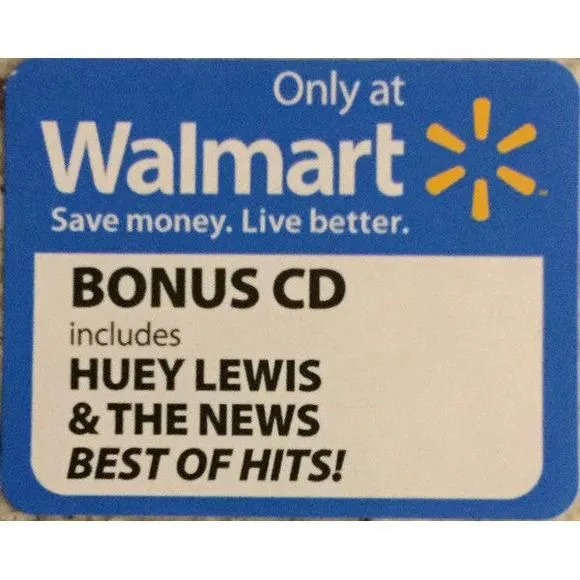 Only at
Walmart
Save money. Live better.
BONUS CD
includes
HUEY LEWIS
& THE NEWS
BEST OF HITS!